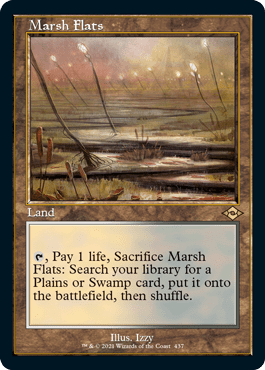 Marsh Flats
Land
, Pay 1 life, Sacrifice Marsh
Flats: Search your library for a
Plains or Swamp card, put it onto
the battlefield, then shuffle.
Illus. Izzy
™ & © 2021 Wizards of the Coast 437